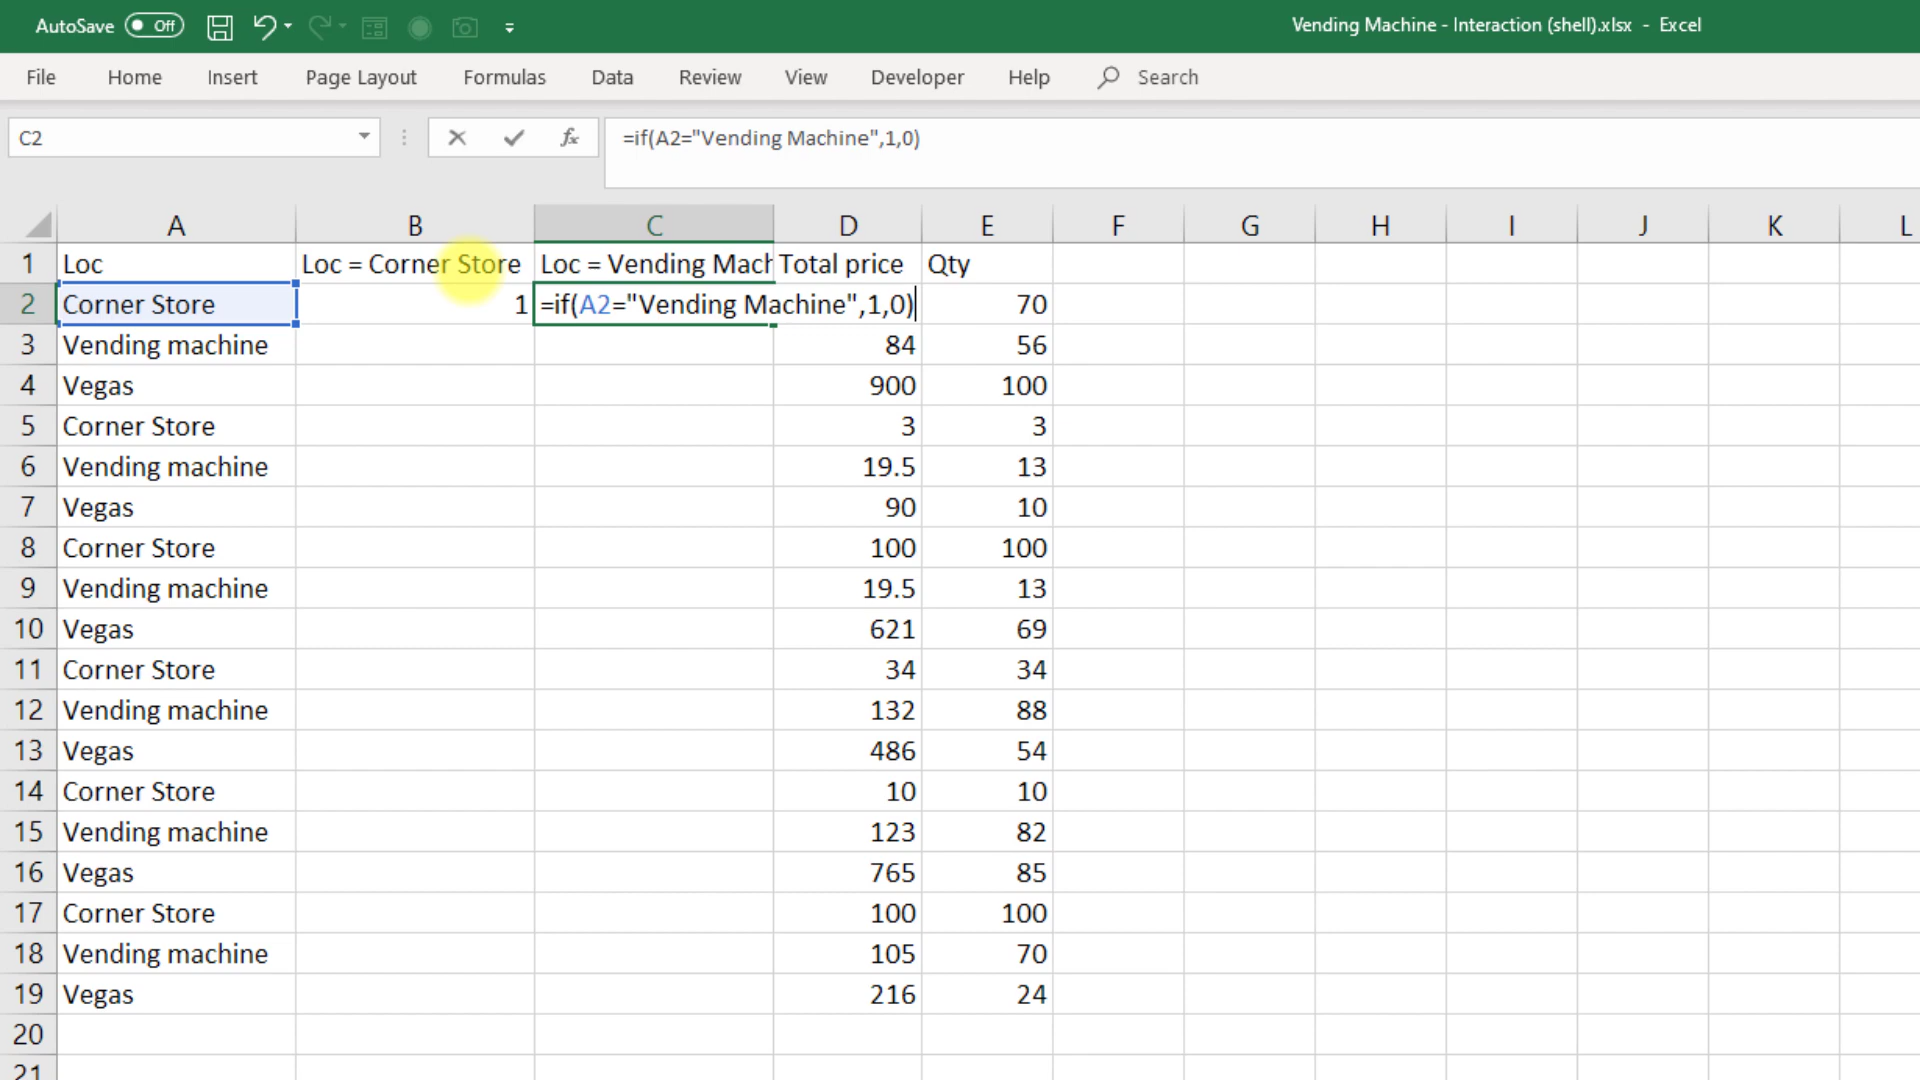 AutoSave Off Vending Machine - Interaction (shell).xlsx - Excel
File Home Insert Page Layout Formulas Data Review View Developer Help Search
C2 fx =if(A2="Vending Machine",1,0)
A B C D E F G H I J K L
1 Loc Loc = Corner Store Loc = Vending Mach Total price Qty
2 Corner Store 1 =if(A2="Vending Machine",1,0) 70
3 Vending machine 84 56
4 Vegas 900 100
5 Corner Store 3 3
6 Vending machine 19.5 13
7 Vegas 90 10
8 Corner Store 100 100
9 Vending machine 19.5 13
10 Vegas 621 69
11 Corner Store 34 34
12 Vending machine 132 88
13 Vegas 486 54
14 Corner Store 10 10
15 Vending machine 123 82
16 Vegas 765 85
17 Corner Store 100 100
18 Vending machine 105 70
19 Vegas 216 24
20
21